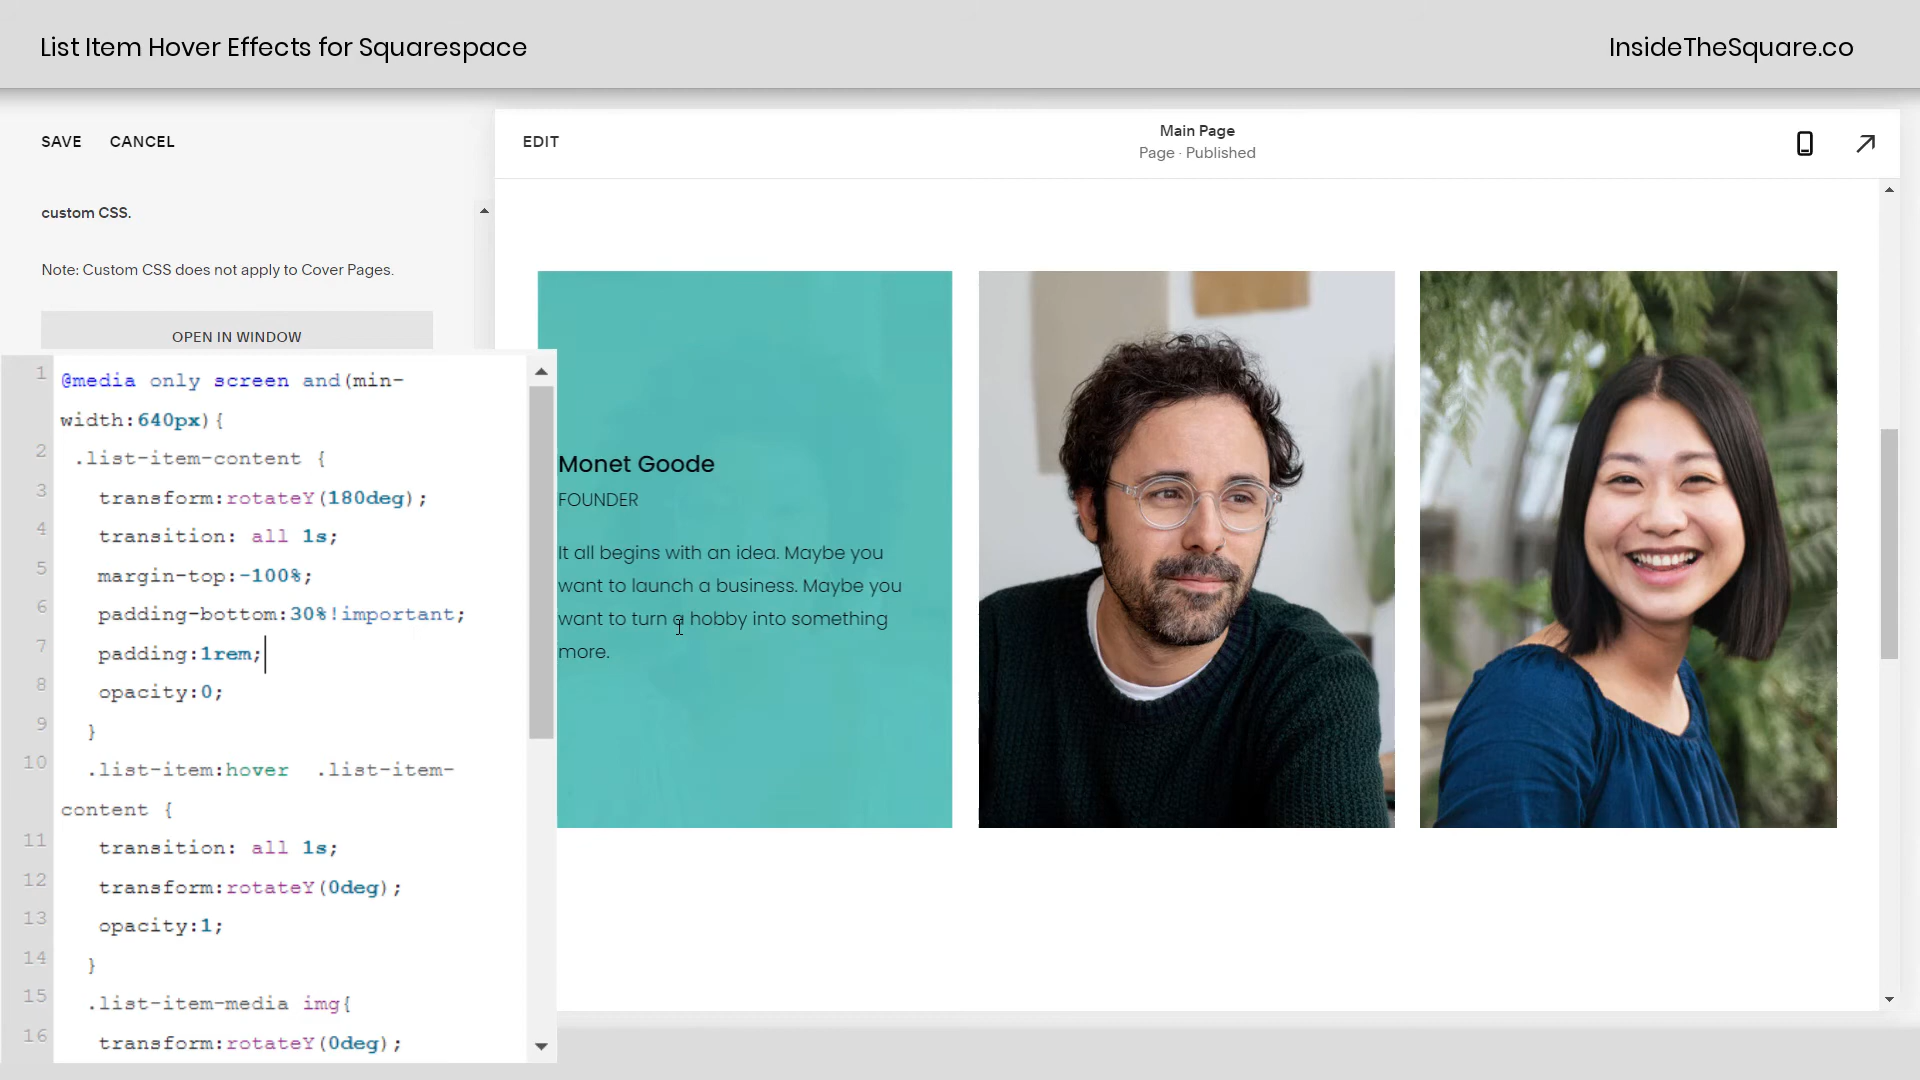 List Item Hover Effects for Squarespace
InsideTheSquare.co
SAVE CANCEL
EDIT
Main Page
Page · Published
custom CSS.
Note: Custom CSS does not apply to Cover Pages.
OPEN IN WINDOW
1 @media only screen and(min-
width:640px){
2 .list-item-content {
3 transform:rotateY(180deg);
4 transition: all 1s;
5 margin-top:-100%;
6 padding-bottom:30%!important;
7 padding:1rem;
8 opacity:0;
9 }
10 .list-item:hover .list-item-
content {
11 transition: all 1s;
12 transform:rotateY(0deg);
13 opacity:1;
14 }
15 .list-item-media img{
16 transform:rotateY(0deg);
Monet Goode
FOUNDER
It all begins with an idea. Maybe you
want to launch a business. Maybe you
want to turn a hobby into something
more.